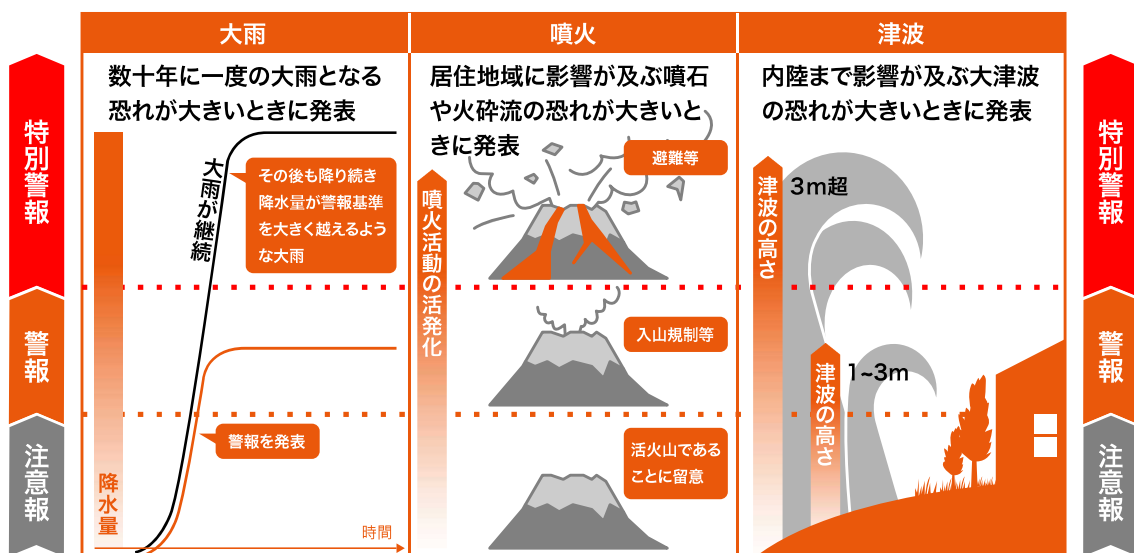 大雨
噴火
津波
特別警報
警報
注意報
数十年に一度の大雨となる
恐れが大きいときに発表
大雨が継続
その後も降り続き
降水量が警報基準
を大きく越えるよう
な大雨
警報を発表
降水量
時間
居住地域に影響が及ぶ噴石
や火砕流の恐れが大きいと
きに発表
噴火活動の活発化
避難等
入山規制等
活火山である
ことに留意
内陸まで影響が及ぶ大津波
の恐れが大きいときに発表
津波の高さ
3m超
津波の高さ
1~3m
特別警報
警報
注意報